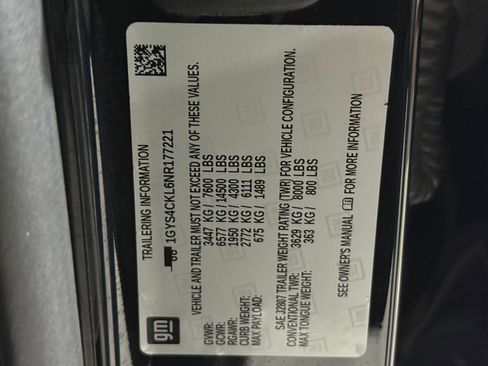 TRAILERING INFORMATION
1GYS4CKL6NR177221
VEHICLE AND TRAILER MUST NOT EXCEED ANY OF THESE VALUES.
GVWR: 3447 KG / 7600 LBS
GCWR: 6577 KG / 14500 LBS
RGAWR: 1950 KG / 4300 LBS
CURB WEIGHT: 2772 KG / 6111 LBS
MAX PAYLOAD: 675 KG / 1489 LBS
SAE J2807 TRAILER WEIGHT RATING (TWR) FOR VEHICLE CONFIGURATION.
CONVENTIONAL TWR: 3629 KG / 8000 LBS
MAX TONGUE WEIGHT: 363 KG / 800 LBS
SEE OWNER'S MANUAL FOR MORE INFORMATION
gm